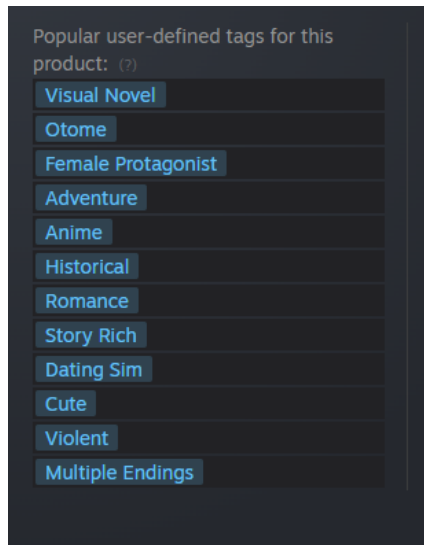 Popular user-defined tags for this
product: (?)
Visual Novel
Otome
Female Protagonist
Adventure
Anime
Historical
Romance
Story Rich
Dating Sim
Cute
Violent
Multiple Endings